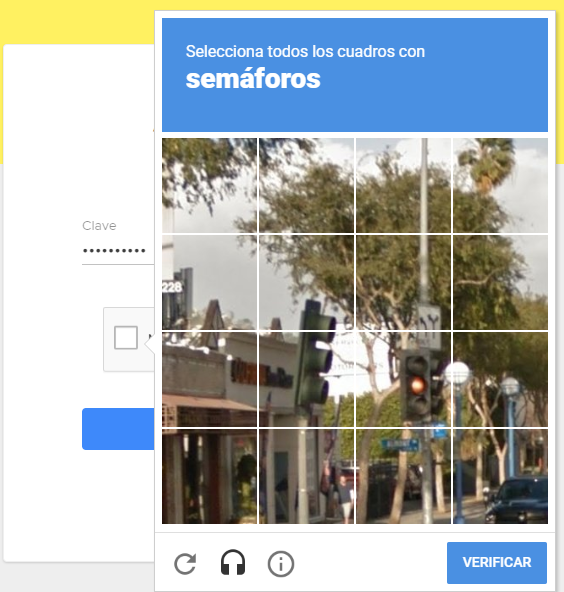 Selecciona todos los cuadros con
semáforos
Clave
••••••••••
228
VERIFICAR